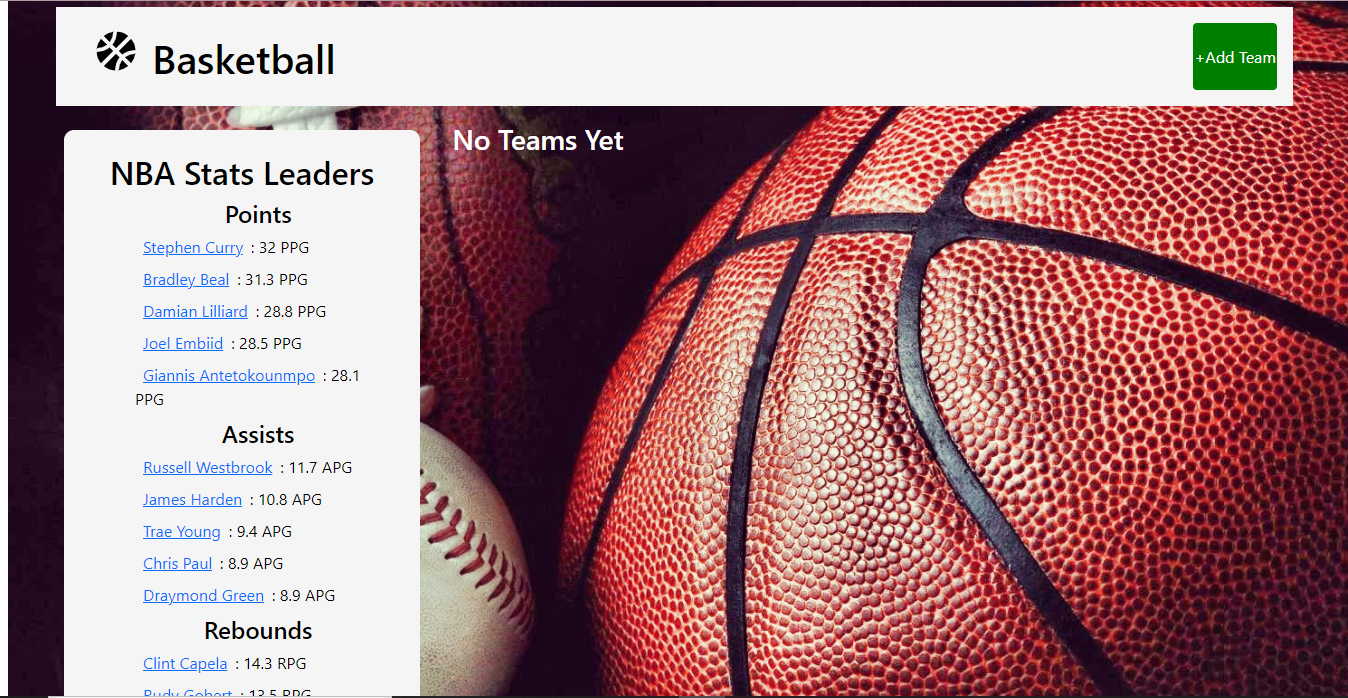 Basketball
+Add Team
No Teams Yet
NBA Stats Leaders
Points
Stephen Curry : 32 PPG
Bradley Beal : 31.3 PPG
Damian Lilliard : 28.8 PPG
Joel Embiid : 28.5 PPG
Giannis Antetokounmpo : 28.1
PPG
Assists
Russell Westbrook : 11.7 APG
James Harden : 10.8 APG
Trae Young : 9.4 APG
Chris Paul : 8.9 APG
Draymond Green : 8.9 APG
Rebounds
Clint Capela : 14.3 RPG
Rudy Gobert : 13.5 RPG